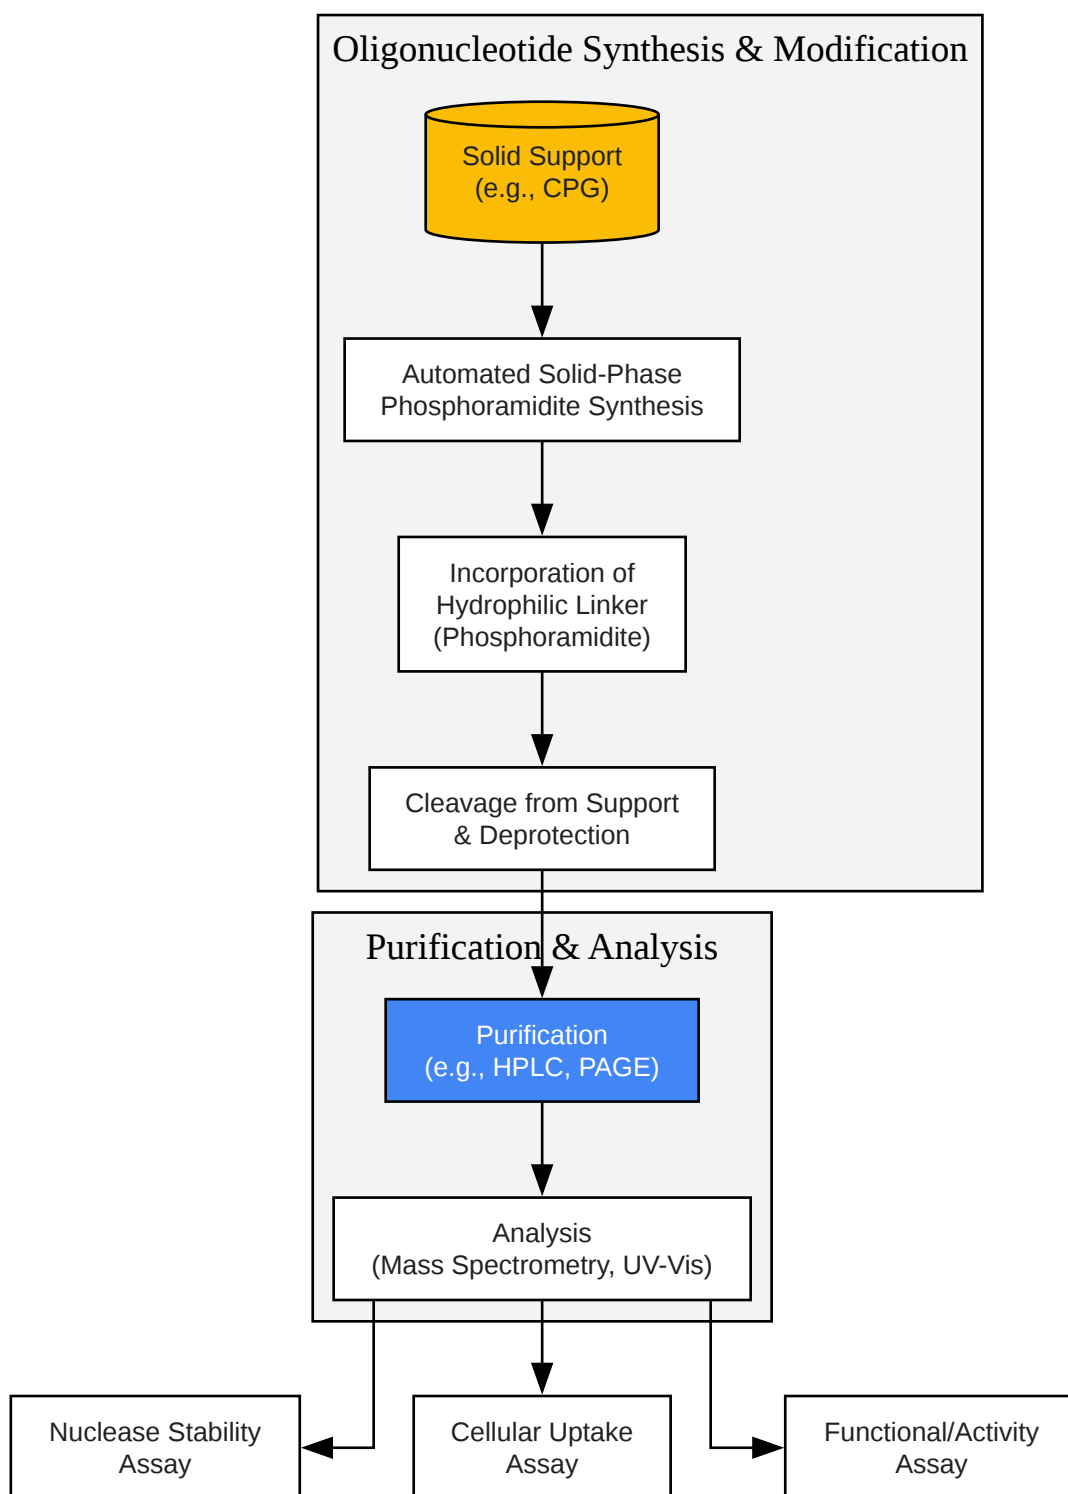 Oligonucleotide Synthesis & Modification
Solid Support
(e.g., CPG)
Automated Solid-Phase
Phosphoramidite Synthesis
Incorporation of
Hydrophilic Linker
(Phosphoramidite)
Cleavage from Support
& Deprotection
Purification & Analysis
Purification
(e.g., HPLC, PAGE)
Analysis
(Mass Spectrometry, UV-Vis)
Nuclease Stability
Assay
Cellular Uptake
Assay
Functional/Activity
Assay